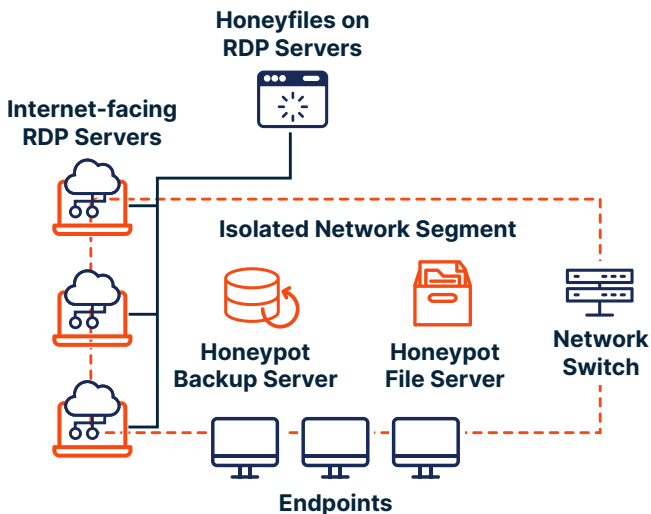 Honeyfiles on
RDP Servers
Internet-facing
RDP Servers
Isolated Network Segment
Honeypot
Backup Server
Honeypot
File Server
Network
Switch
Endpoints